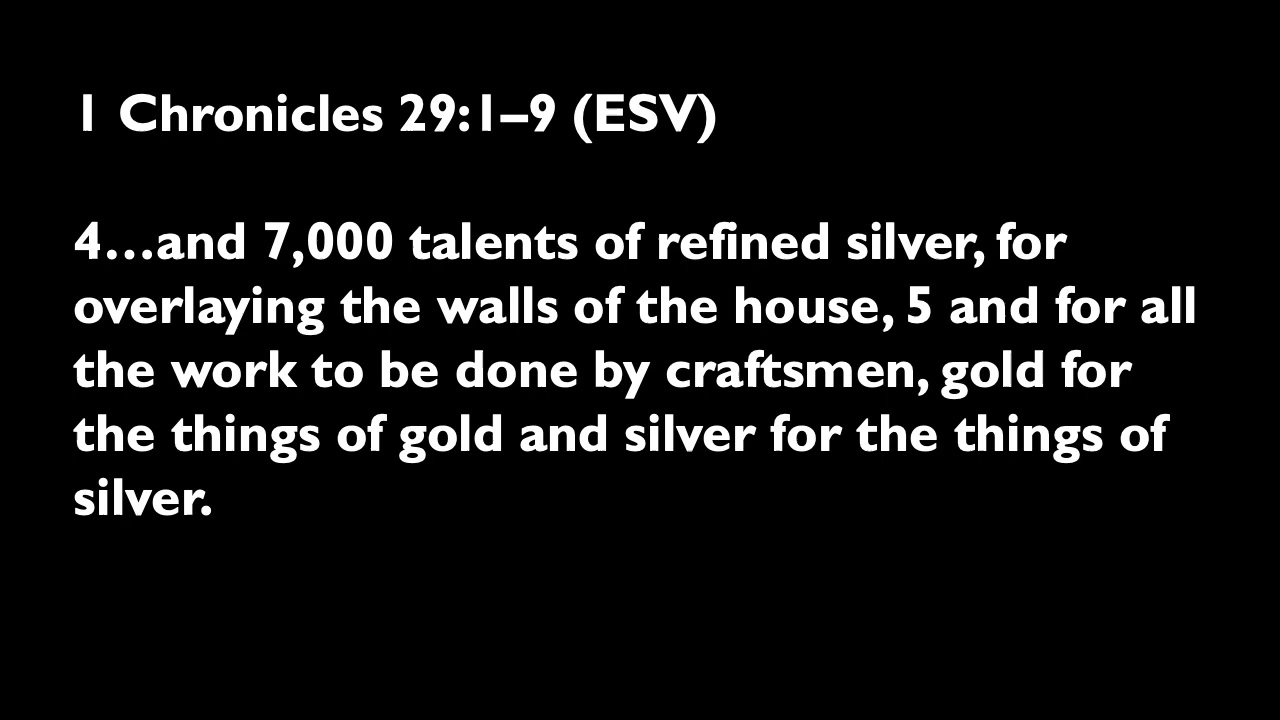 1 Chronicles 29:1–9 (ESV)
4…and 7,000 talents of refined silver, for
overlaying the walls of the house, 5 and for all
the work to be done by craftsmen, gold for
the things of gold and silver for the things of
silver.